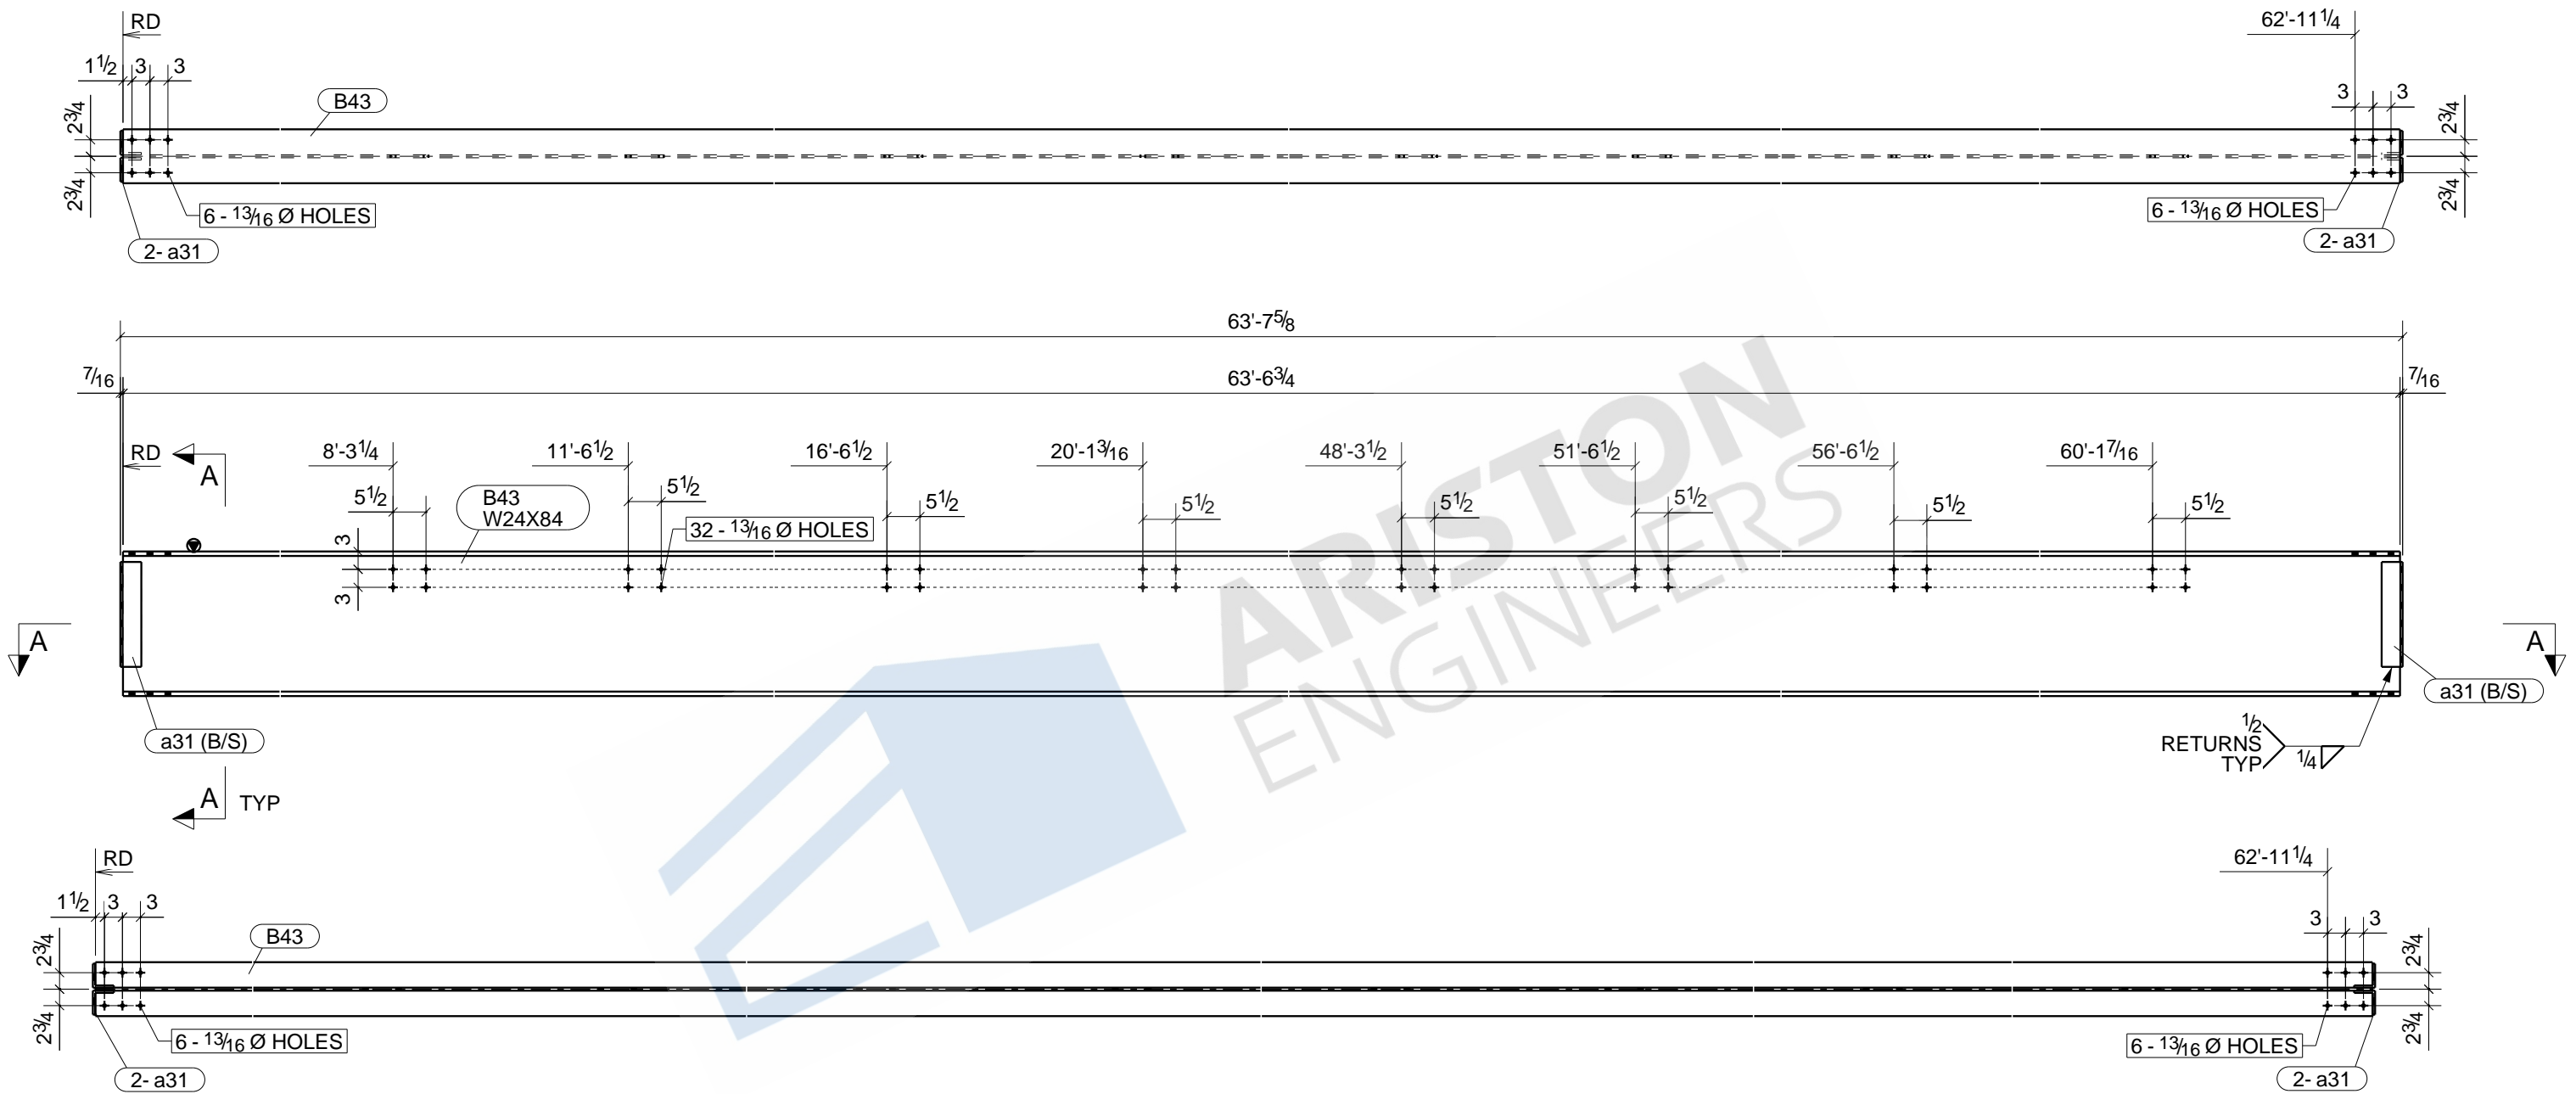 RD
62'-11 1/4
1 1/2 3 3
3 3
B43
2 3/4
2 3/4
2 3/4
2 3/4
6 - 13/16 Ø HOLES
6 - 13/16 Ø HOLES
2- a31
2- a31
63'-7 5/8
7/16
63'-6 3/4
7/16
RD
A
8'-3 1/4
11'-6 1/2
16'-6 1/2
20'-1 3/16
48'-3 1/2
51'-6 1/2
56'-6 1/2
60'-1 7/16
5 1/2
5 1/2
5 1/2
5 1/2
5 1/2
5 1/2
5 1/2
5 1/2
B43
W24X84
32 - 13/16 Ø HOLES
3
3
A
A
a31 (B/S)
a31 (B/S)
1/2
RETURNS
TYP
1/4
A TYP
ARISTON
ENGINEERS
RD
62'-11 1/4
1 1/2 3 3
3 3
B43
2 3/4
2 3/4
2 3/4
2 3/4
6 - 13/16 Ø HOLES
6 - 13/16 Ø HOLES
2- a31
2- a31